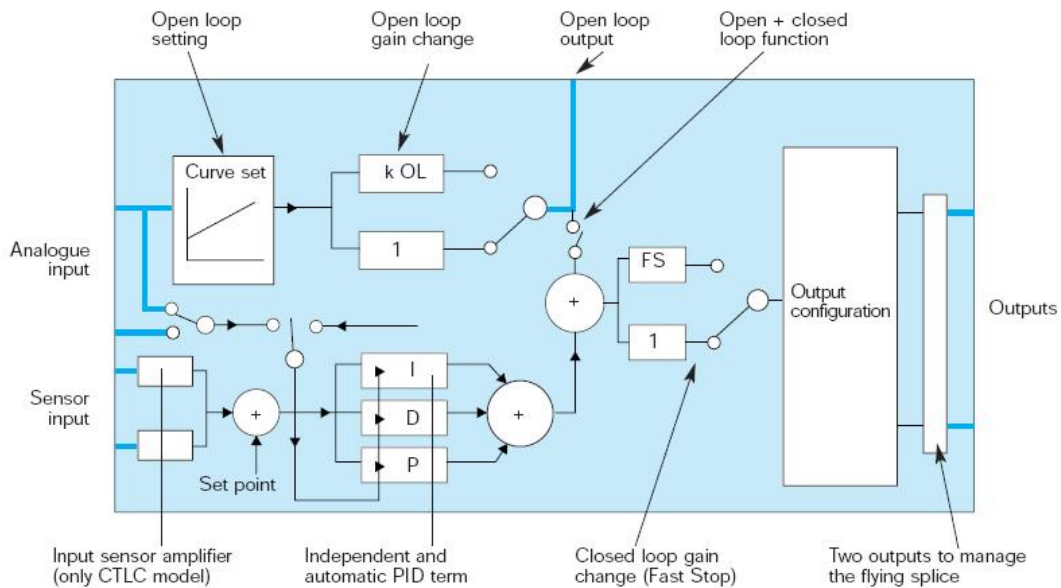 Open loop
setting
Open loop
gain change
Open loop
output
Open + closed
loop function
Curve set
k OL
1
Analogue
input
+
FS
1
Output
configuration
Outputs
Sensor
input
+
I
D
P
+
Set point
Input sensor amplifier
(only CTLC model)
Independent and
automatic PID term
Closed loop gain
change (Fast Stop)
Two outputs to manage
the flying splice